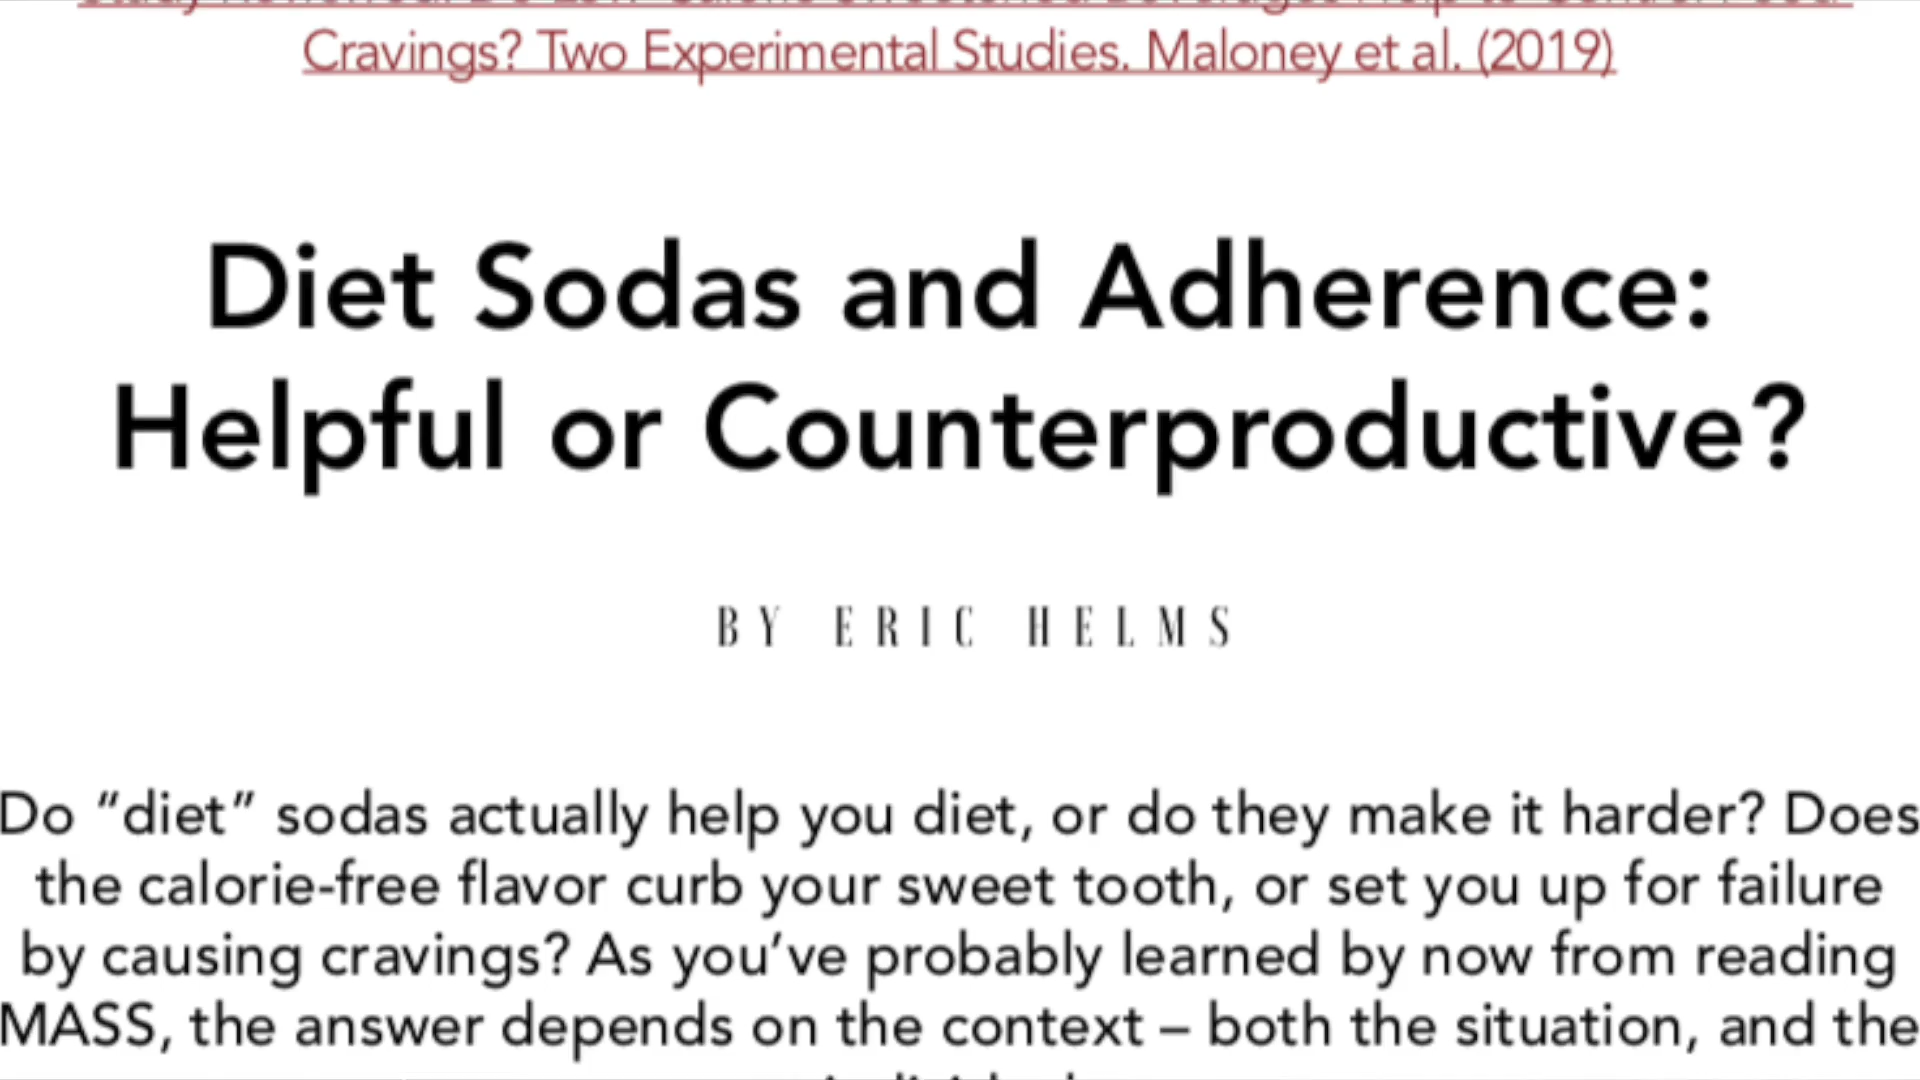 Cravings? Two Experimental Studies. Maloney et al. (2019)
Diet Sodas and Adherence:
Helpful or Counterproductive?
BY ERIC HELMS
Do “diet” sodas actually help you diet, or do they make it harder? Does
the calorie-free flavor curb your sweet tooth, or set you up for failure
by causing cravings? As you’ve probably learned by now from reading
MASS, the answer depends on the context – both the situation, and the